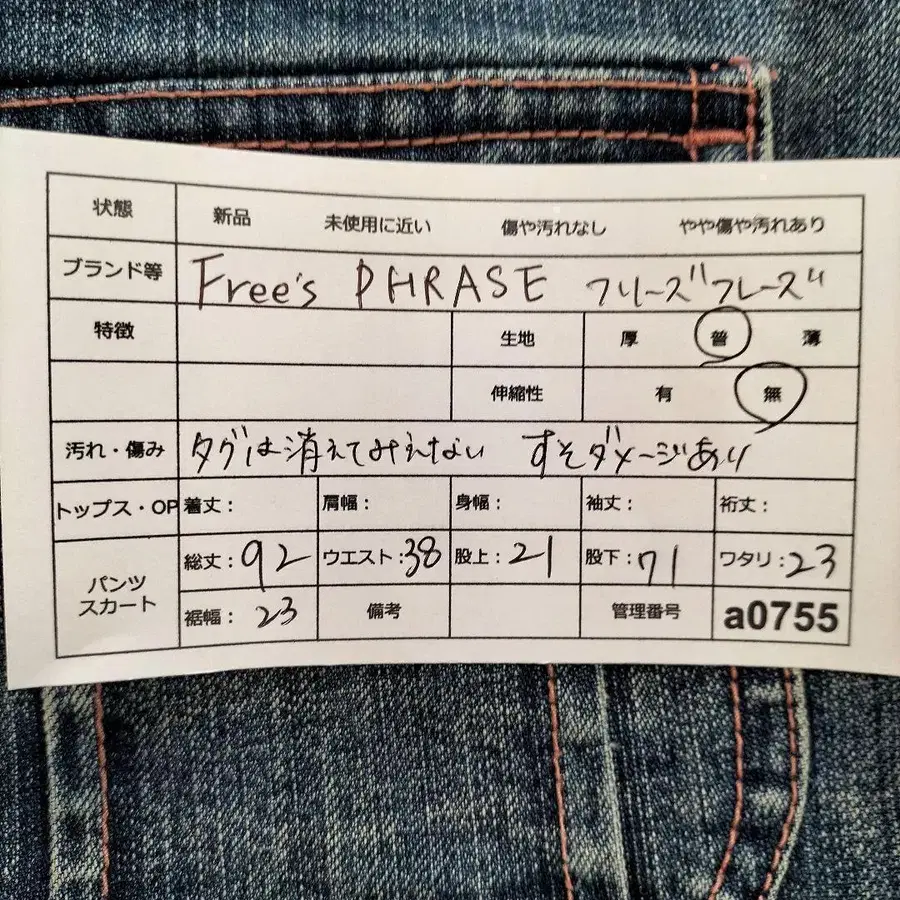 状態 新品 未使用に近い 傷や汚れなし やや傷や汚れあり
ブランド等 Free's PHRASE フリーズフレーズ
特徴 生地 厚 普 薄
伸縮性 有 無
汚れ・傷み タグは消えてみえない すそダメージあり
トップス・OP 着丈: 肩幅: 身幅: 袖丈: 裄丈:
パンツ スカート 総丈:92 ウエスト:38 股上:21 股下:71 ワタリ:23
裾幅:23 備考 管理番号 a0755